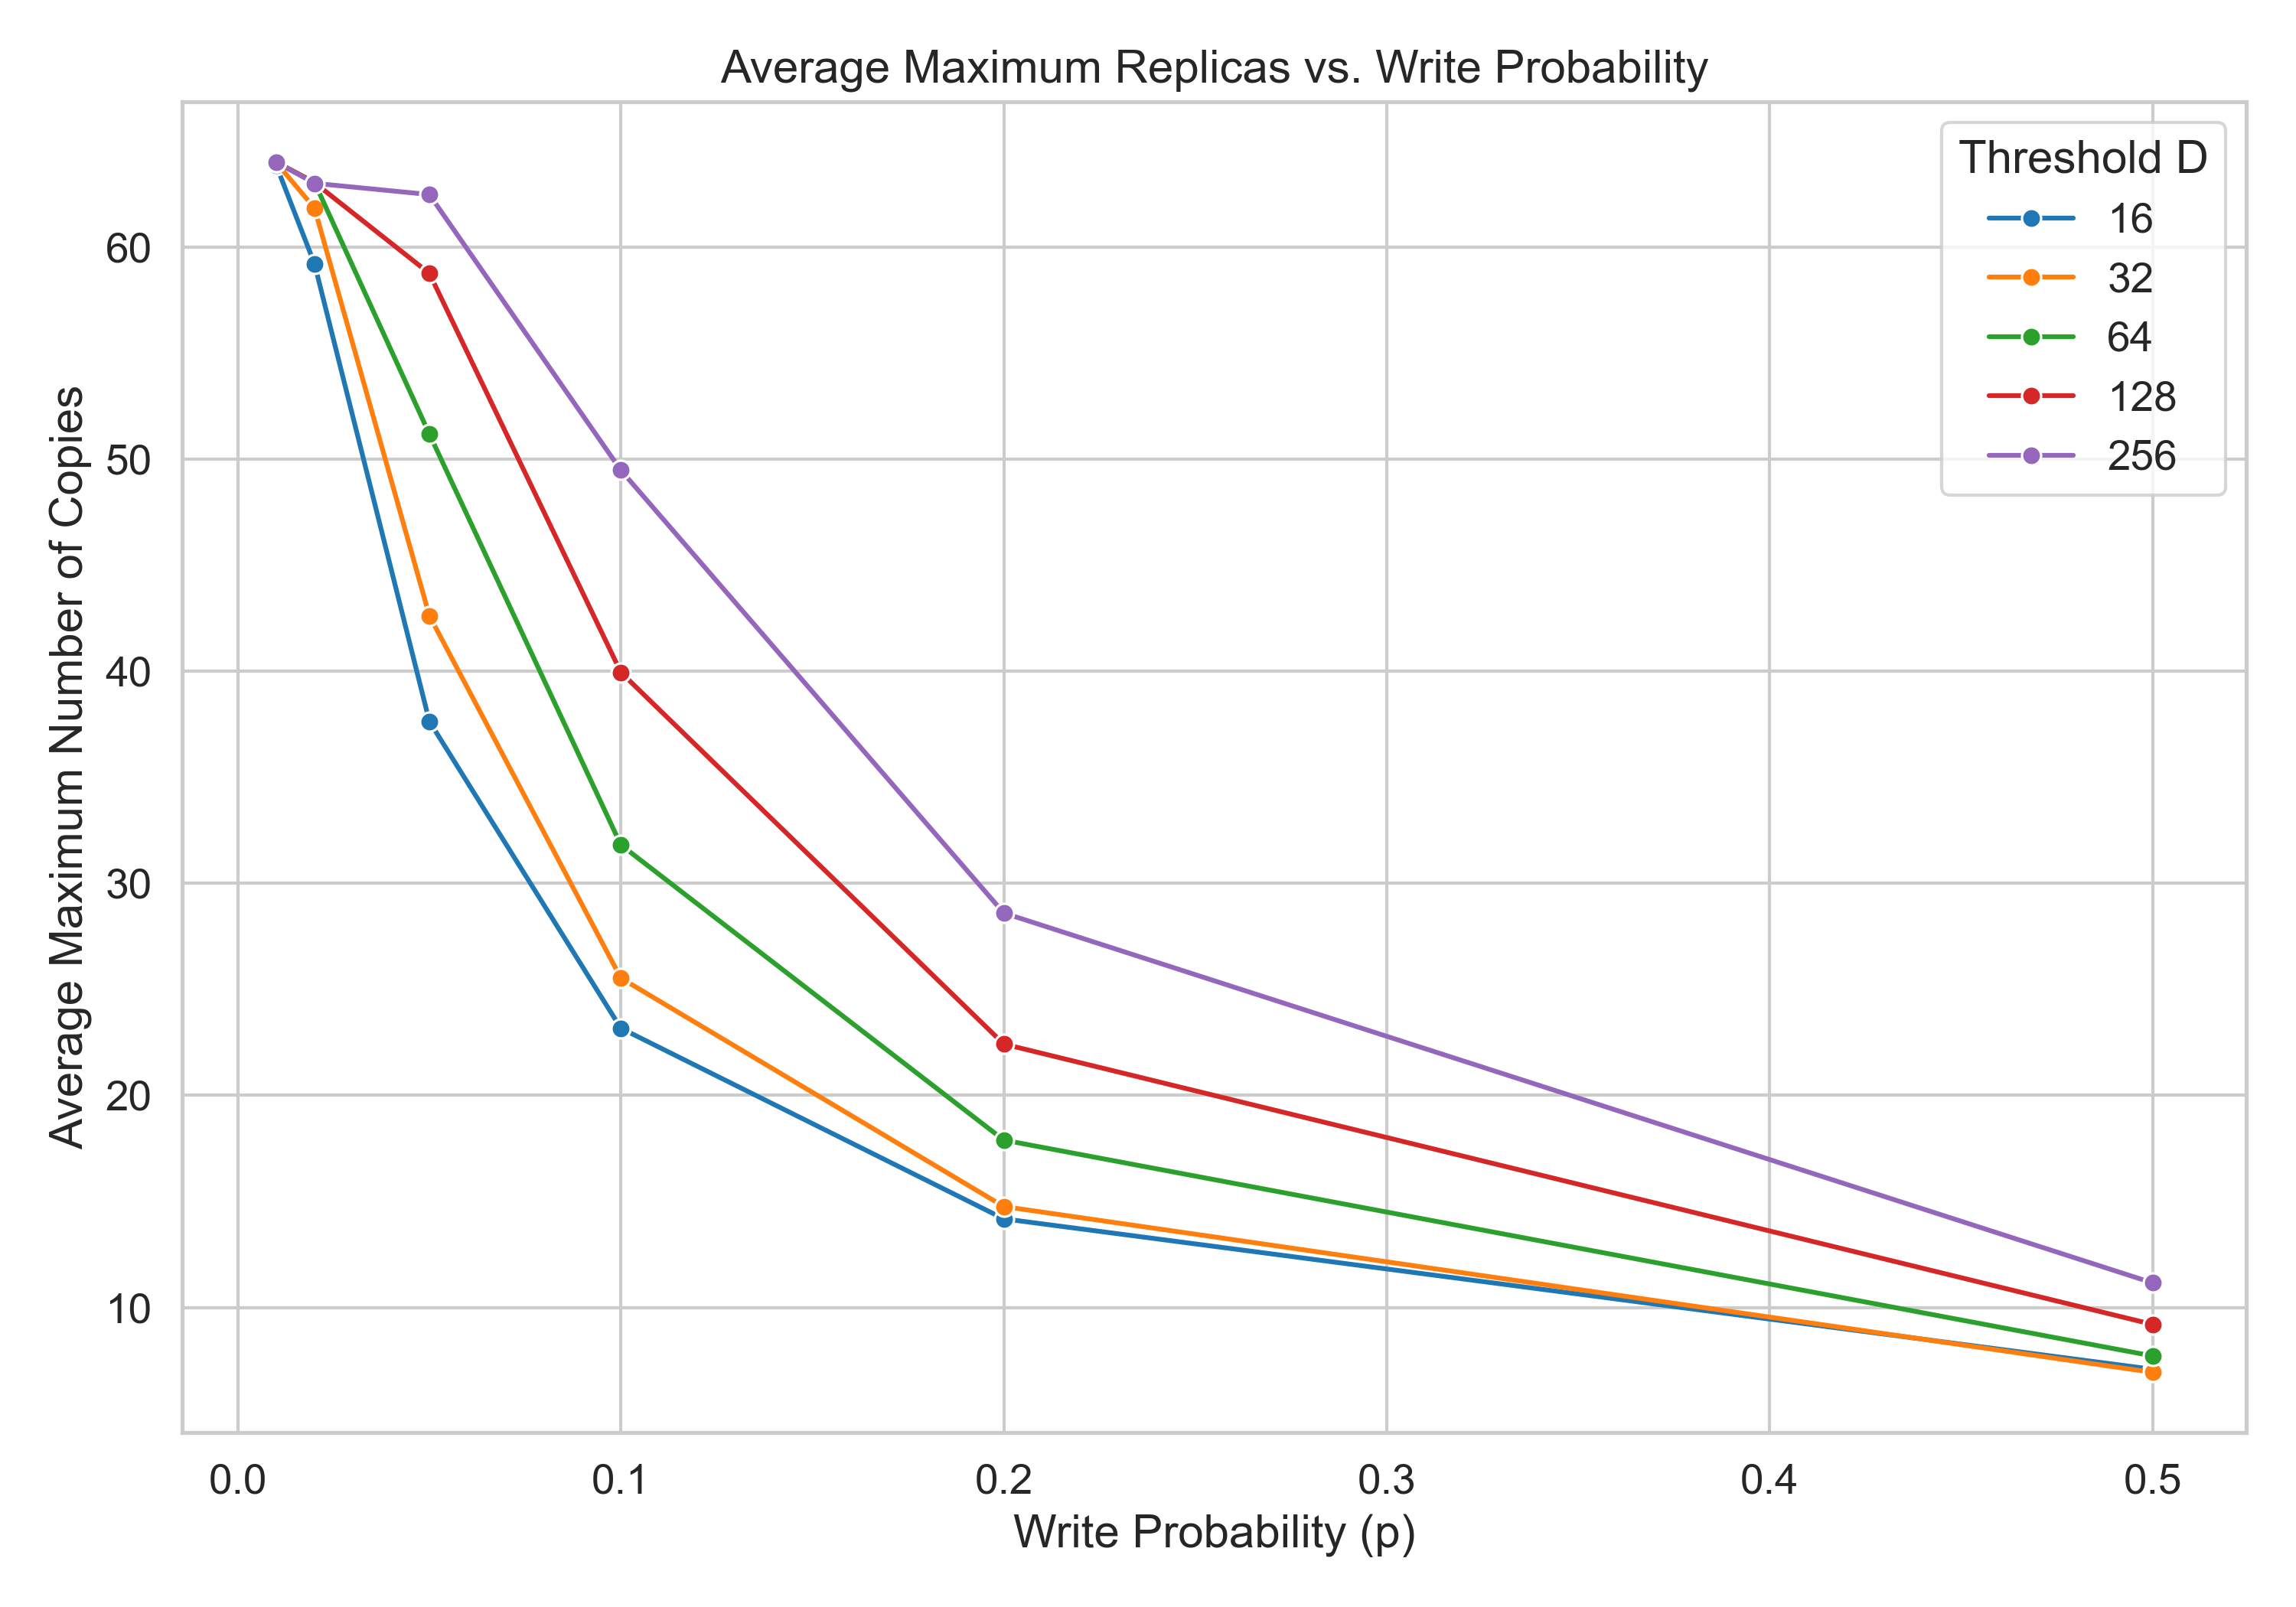 Average Maximum Replicas vs. Write Probability
Threshold D
16
32
64
128
256
Average Maximum Number of Copies
60
50
40
30
20
10
0.0 0.1 0.2 0.3 0.4 0.5
Write Probability (p)